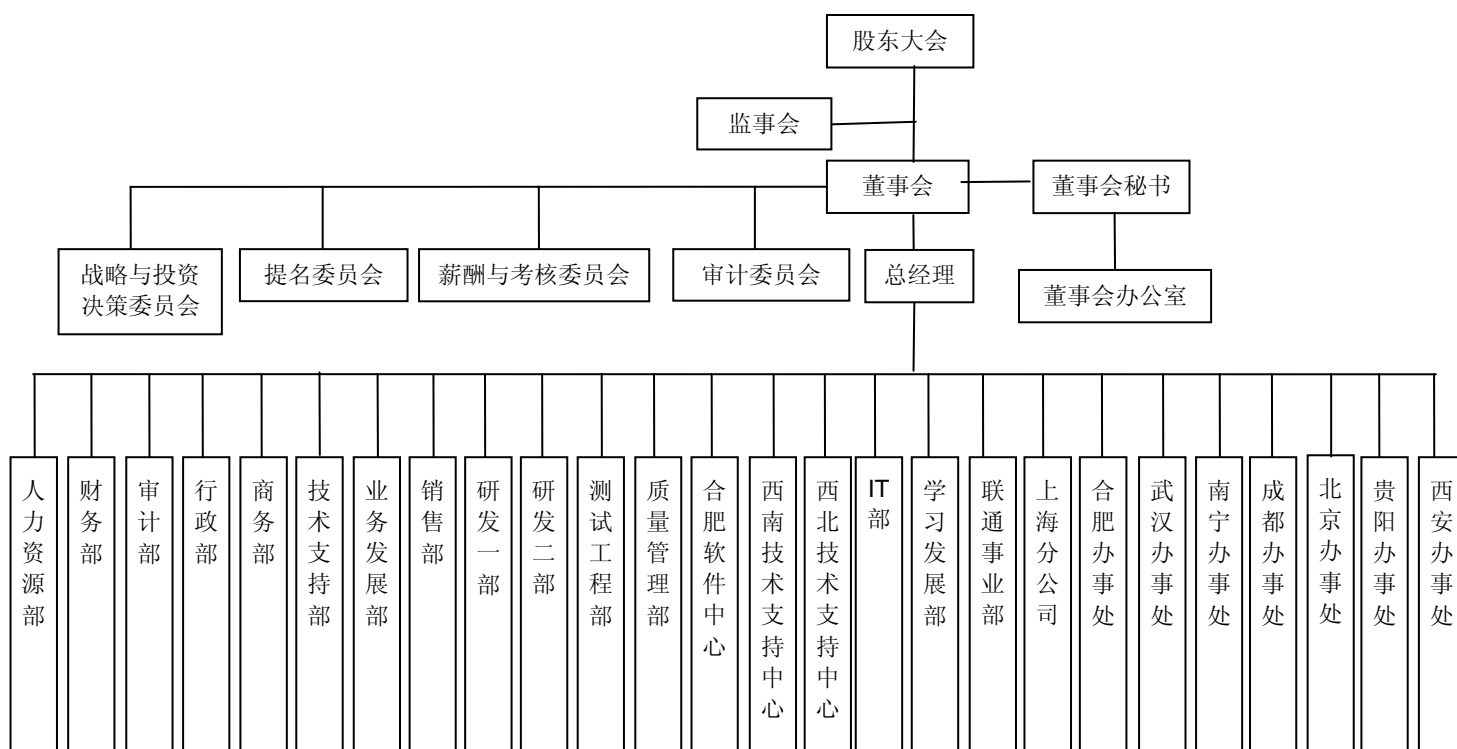 股东大会
监事会
董事会
董事会秘书
战略与投资
决策委员会
提名委员会
薪酬与考核委员会
审计委员会
总经理
董事会办公室
人力资源部
财务部
审计部
行政部
商务部
技术支持部
业务发展部
销售部
研发一部
研发二部
测试工程部
质量管理部
合肥软件中心
西南技术支持中心
西北技术支持中心
IT部
学习发展部
联通事业部
上海分公司
合肥办事处
武汉办事处
南宁办事处
成都办事处
北京办事处
贵阳办事处
西安办事处